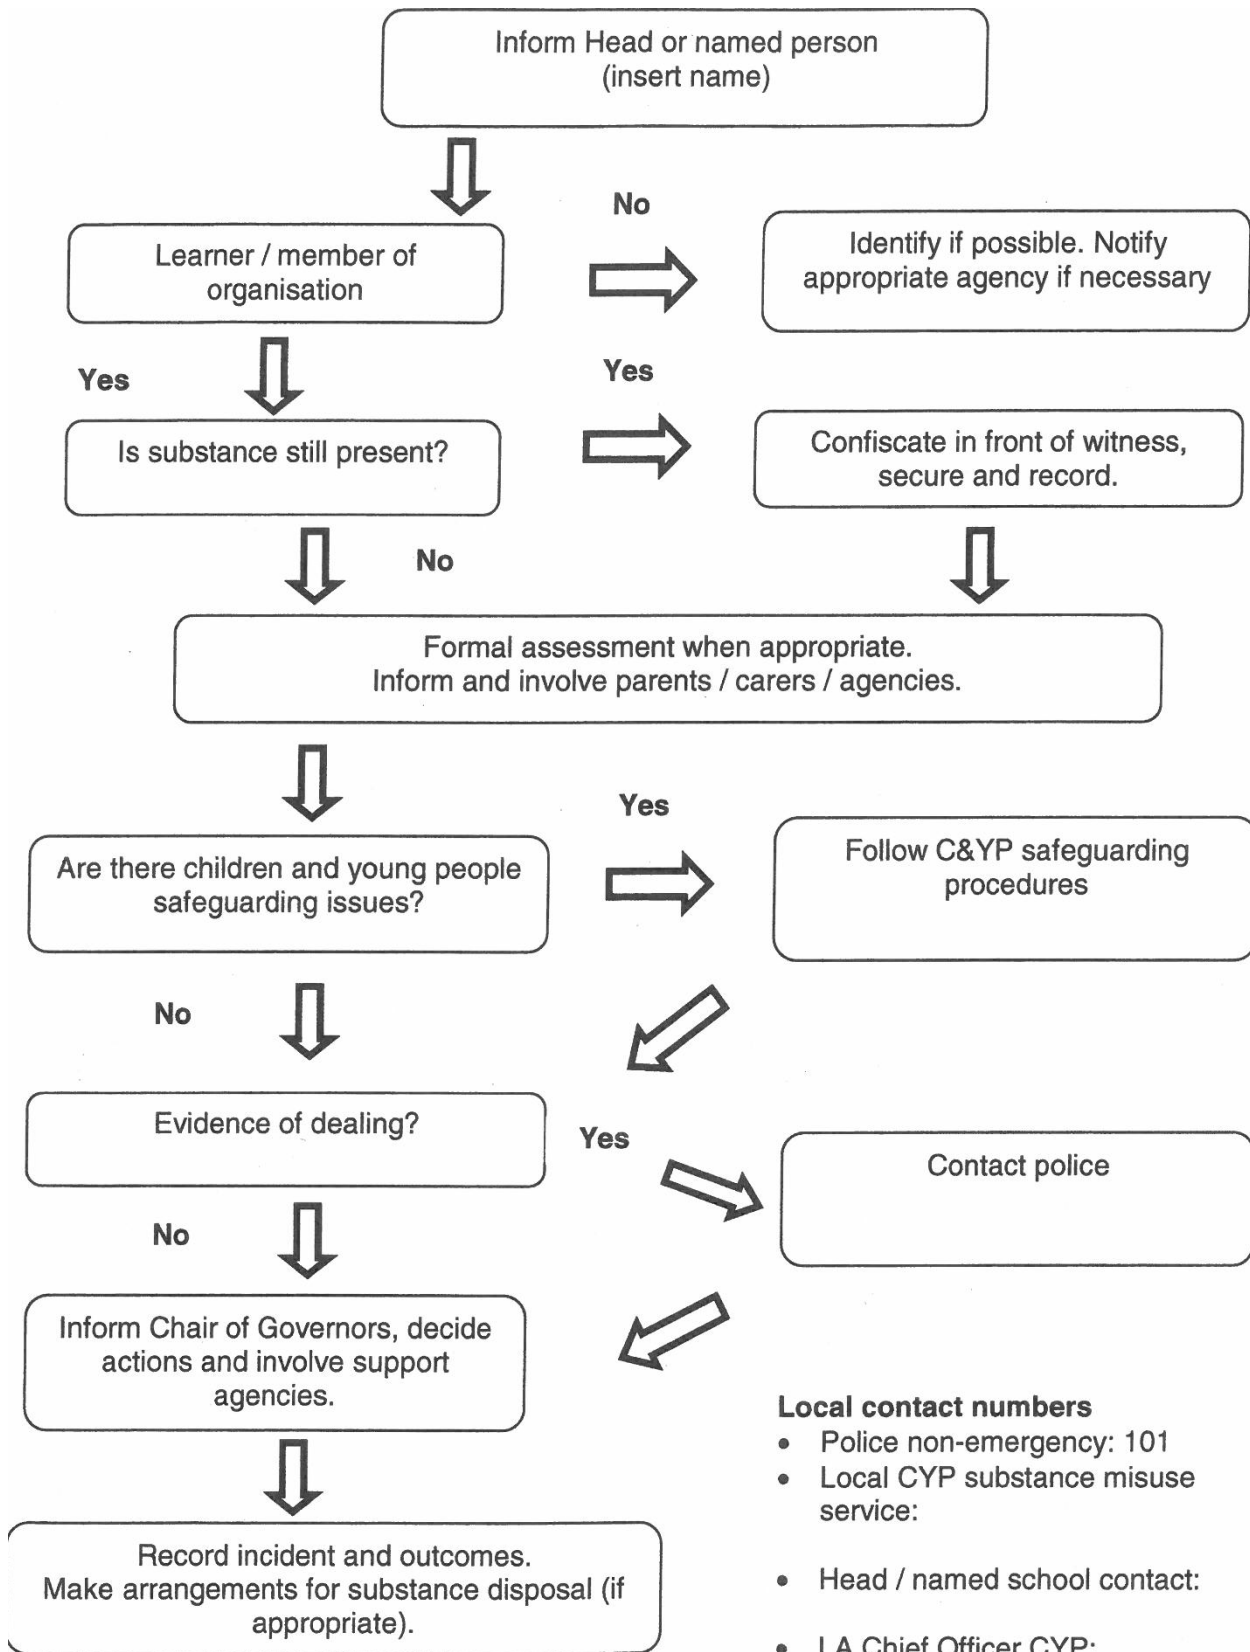 Inform Head or named person
(insert name)
No
Learner / member of
organisation
Identify if possible. Notify
appropriate agency if necessary
Yes
Yes
Is substance still present?
Confiscate in front of witness,
secure and record.
No
Formal assessment when appropriate.
Inform and involve parents / carers / agencies.
Yes
Are there children and young people
safeguarding issues?
Follow C&YP safeguarding
procedures
No
Evidence of dealing?
Yes
Contact police
No
Inform Chair of Governors, decide
actions and involve support
agencies.
Local contact numbers
• Police non-emergency: 101
• Local CYP substance misuse
service:
• Head / named school contact:
• LA Chief Officer CYP:
Record incident and outcomes.
Make arrangements for substance disposal (if
appropriate).